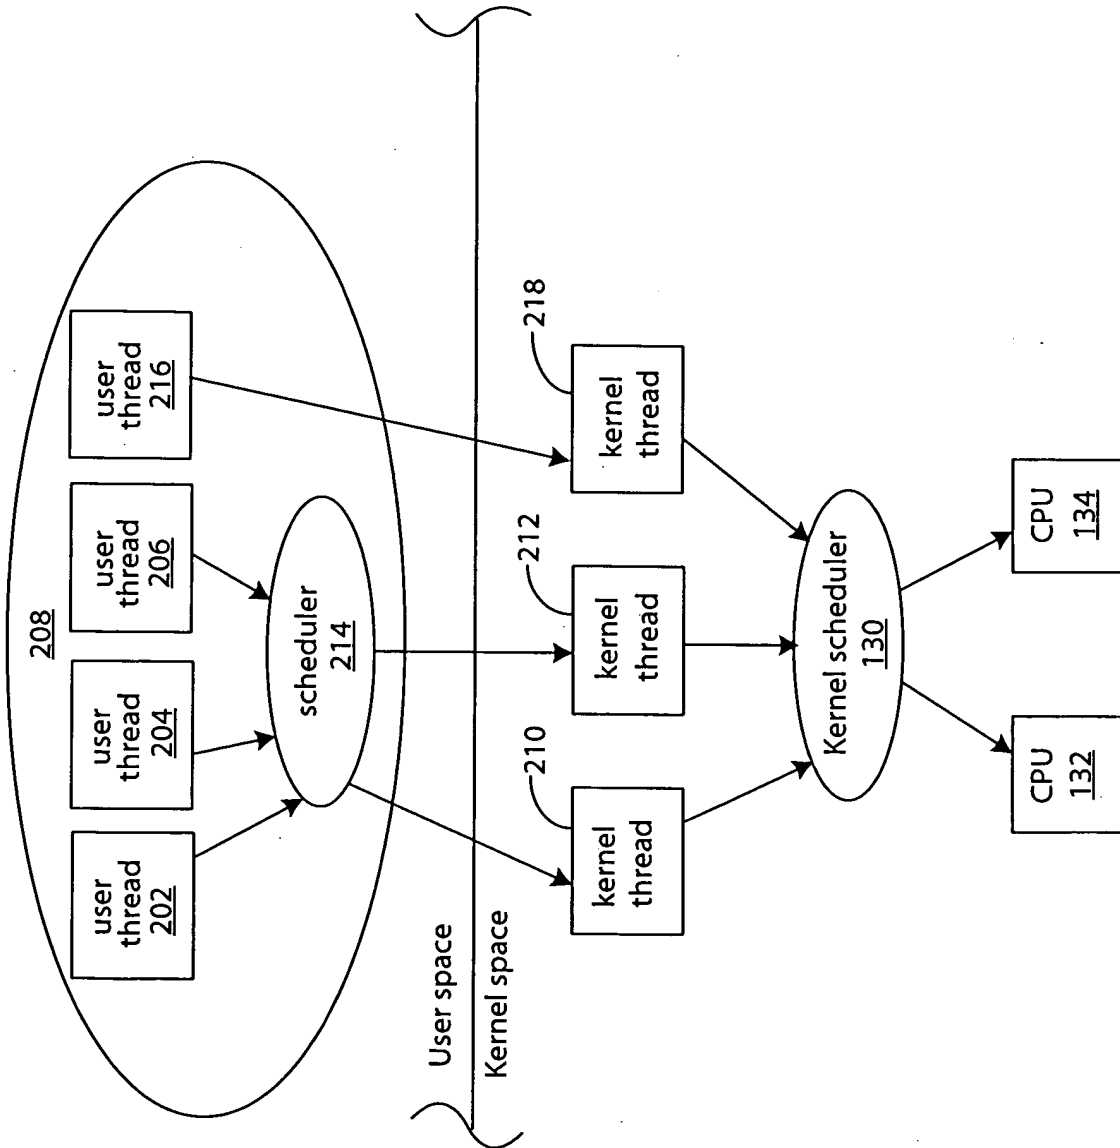 208
user
thread
202
user
thread
204
user
thread
206
user
thread
216
scheduler
214
User space
Kernel space
210
212
218
kernel
thread
kernel
thread
kernel
thread
Kernel scheduler
130
CPU
132
CPU
134